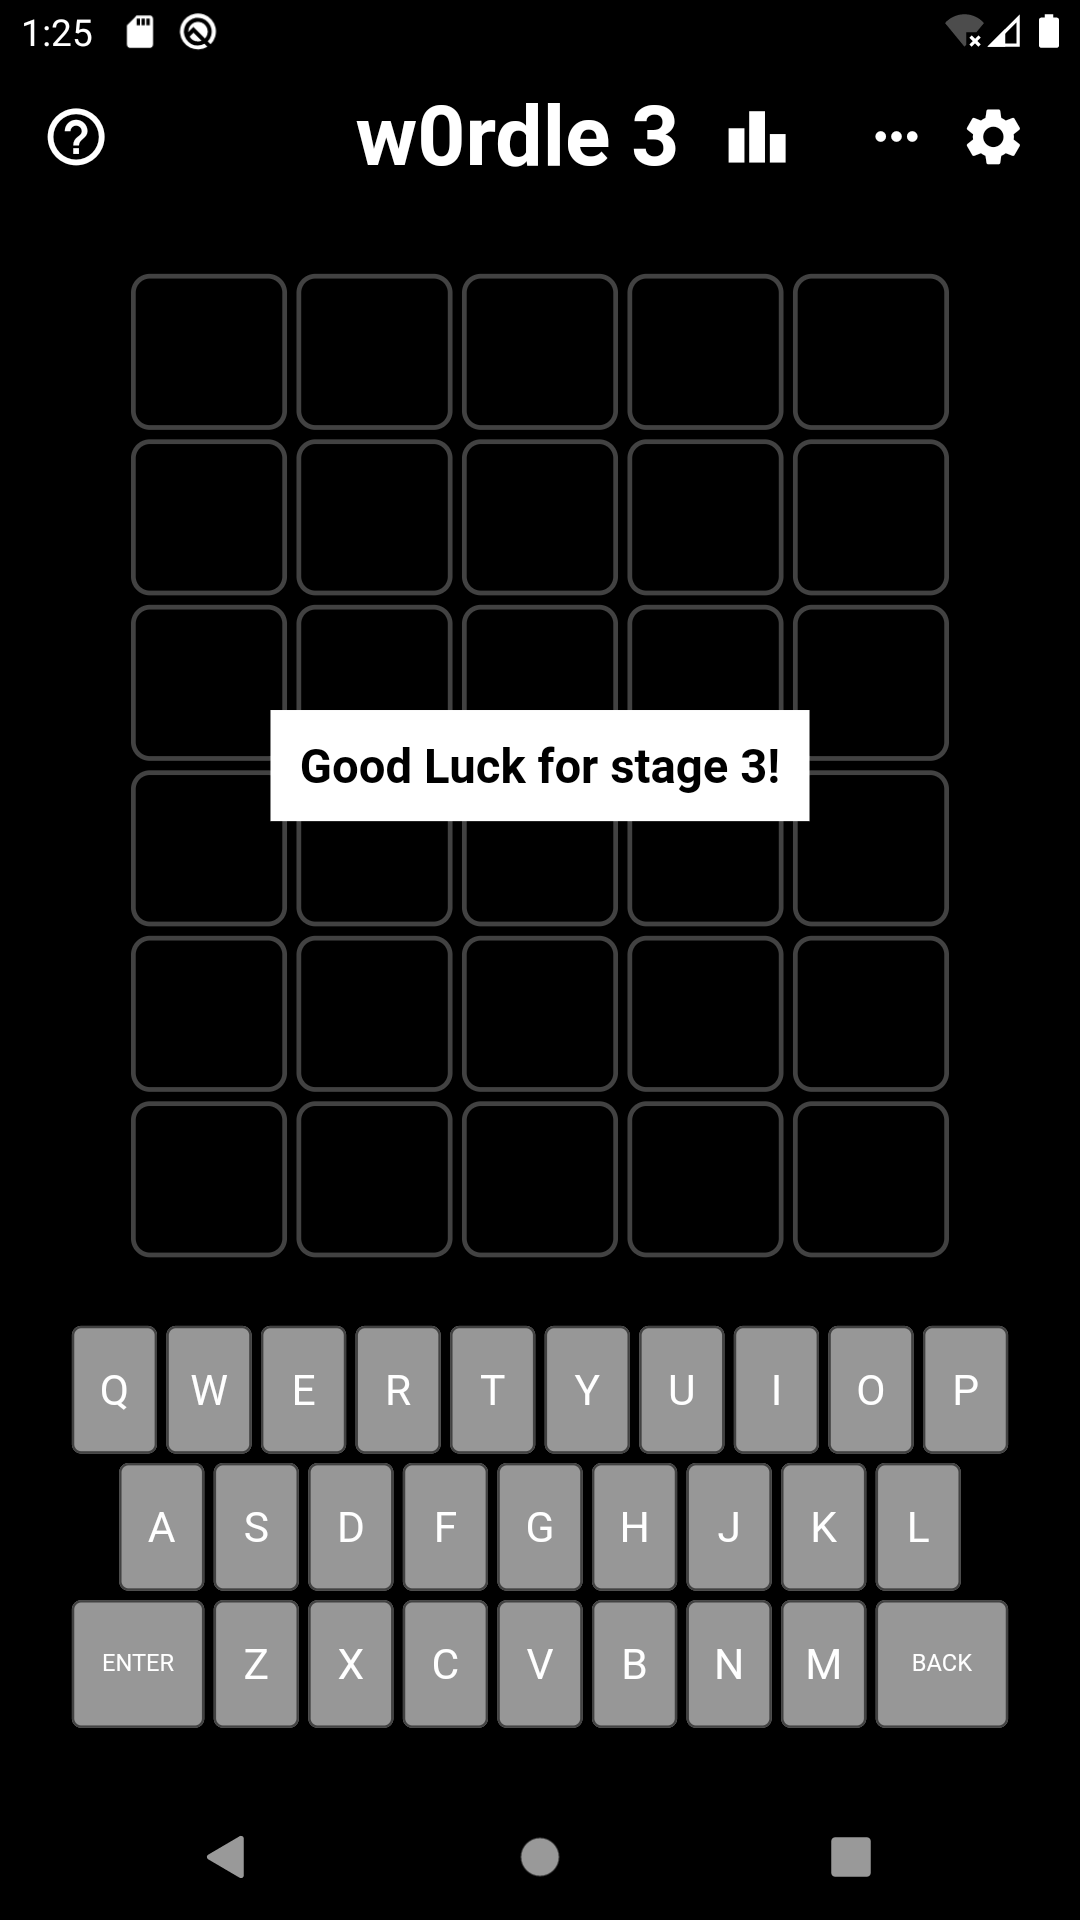 1:25
w0rdle 3
Good Luck for stage 3!
Q W E R T Y U I O P
A S D F G H J K L
ENTER Z X C V B N M BACK